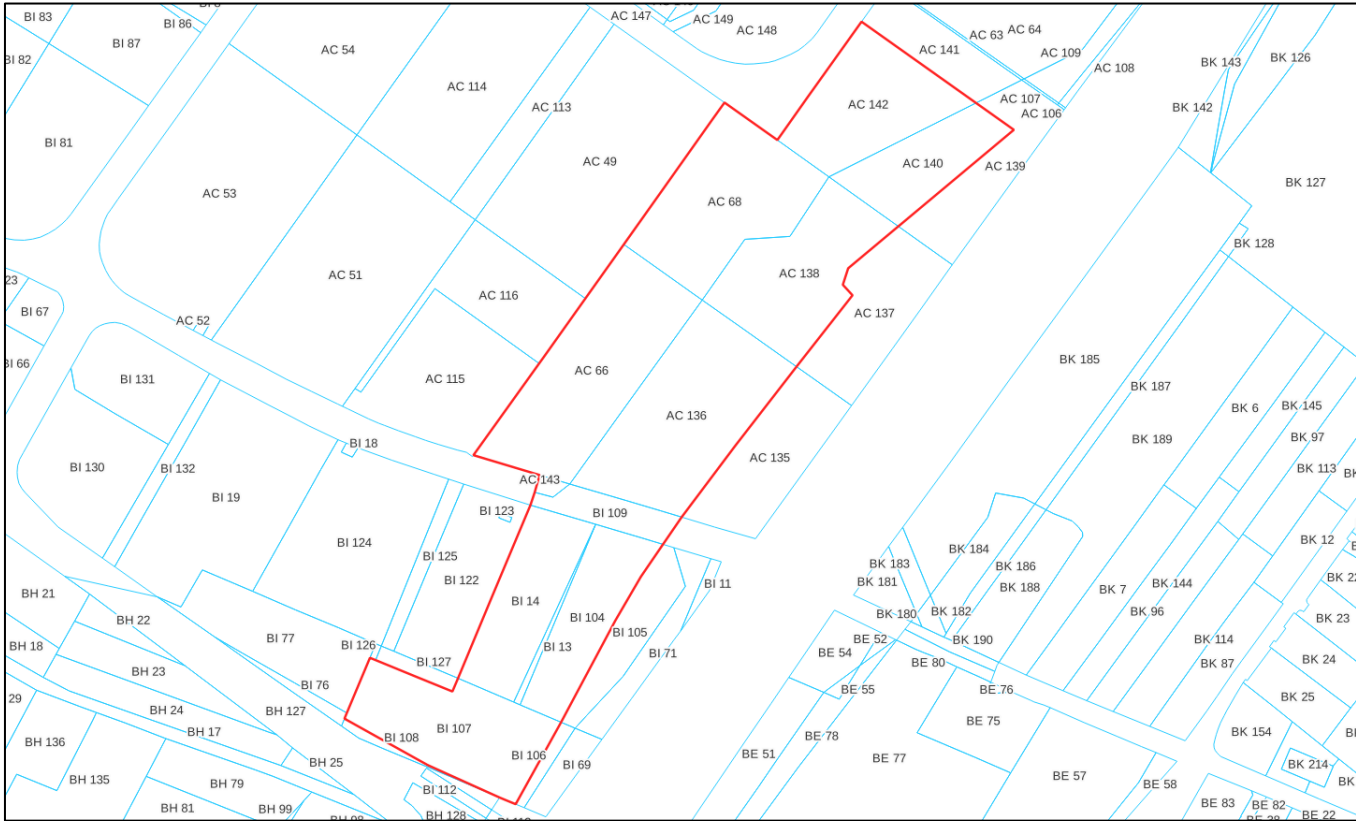 BI 83
BI 86
BI 87
BI 82
BI 81
AC 54
AC 114
AC 113
AC 147
AC 149
AC 148
AC 63
AC 64
AC 141
AC 109
AC 108
BK 143
BK 126
AC 142
AC 107
AC 106
BK 142
AC 49
AC 140
AC 139
AC 53
AC 68
BK 127
BK 128
23
BI 67
AC 52
AC 51
AC 116
AC 138
AC 137
BI 66
BI 131
AC 115
AC 66
BK 185
BK 187
BK 6
BK 145
AC 136
BK 189
BK 97
BI 18
BI 130
BI 132
BI 19
AC 135
BK 113
AC 143
BI 123
BI 109
BI 124
BI 125
BI 122
BK 184
BK 12
BK 183
BK 186
BK 181
BK 188
BI 11
BK 7
BK 144
BK 22
BH 21
BI 14
BI 104
BK 180
BK 182
BK 96
BK 23
BH 22
BI 105
BE 52
BK 190
BK 114
BI 77
BI 126
BI 13
BI 71
BE 54
BH 18
BI 127
BE 80
BK 87
BK 24
BH 23
BI 76
BE 55
BE 76
BK 25
29
BH 24
BH 127
BH 17
BI 107
BE 75
BE 78
BH 136
BI 108
BI 106
BE 51
BE 77
BK 154
BH 25
BI 69
BK 214
BH 135
BH 79
BE 57
BE 58
BK
BI 112
BH 81
BH 99
BH 128
BE 83
BE 82
BE 22